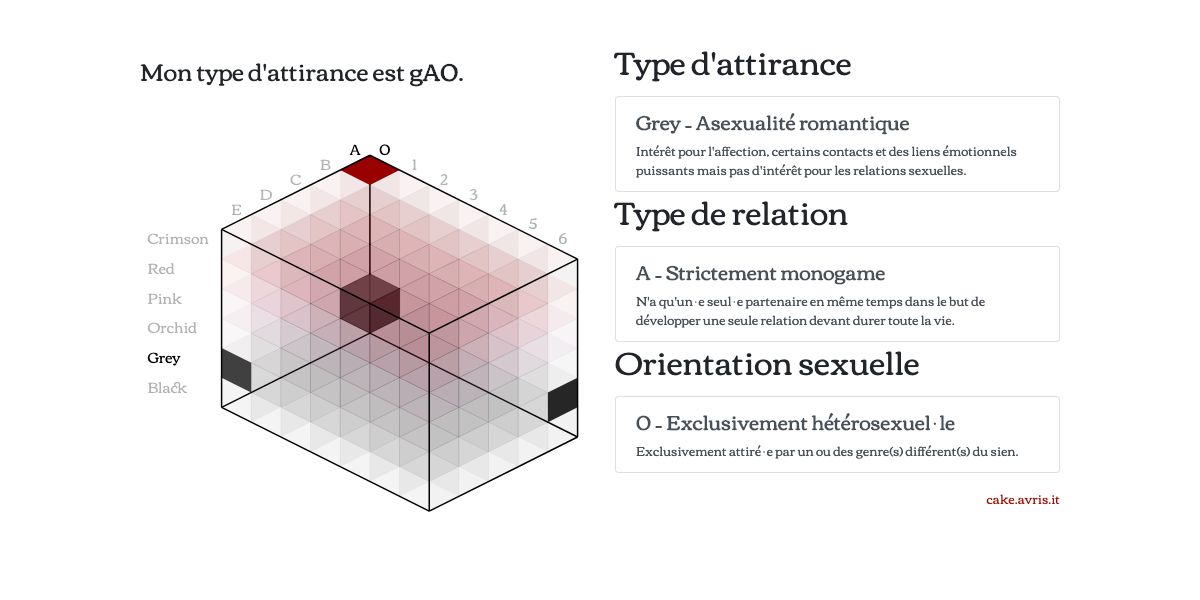 Mon type d'attirance est gAO.
A O
B 1
C 2
D 3
E 4
5
6
Crimson
Red
Pink
Orchid
Grey
Black
Type d'attirance
Grey - Asexualité romantique
Intérêt pour l'affection, certains contacts et des liens émotionnels
puissants mais pas d'intérêt pour les relations sexuelles.
Type de relation
A - Strictement monogame
N'a qu'un·e seul·e partenaire en même temps dans le but de
développer une seule relation devant durer toute la vie.
Orientation sexuelle
O - Exclusivement hétérosexuel·le
Exclusivement attiré·e par un ou des genre(s) différent(s) du sien.
cake.avris.it